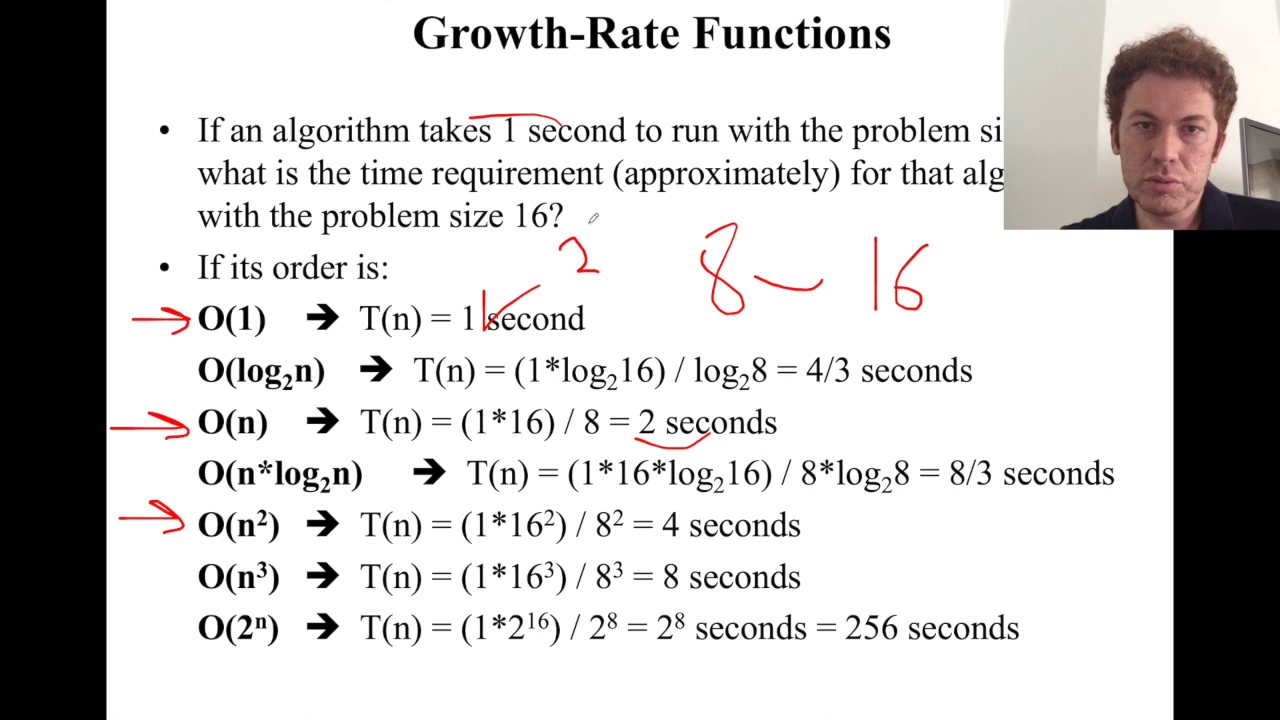 Growth-Rate Functions
• If an algorithm takes 1 second to run with the problem si
what is the time requirement (approximately) for that alg
with the problem size 16?
2 8 16
• If its order is:
O(1) ➔ T(n) = 1 second
O(log₂n) ➔ T(n) = (1*log₂16) / log₂8 = 4/3 seconds
O(n) ➔ T(n) = (1*16) / 8 = 2 seconds
O(n*log₂n) ➔ T(n) = (1*16*log₂16) / 8*log₂8 = 8/3 seconds
O(n²) ➔ T(n) = (1*16²) / 8² = 4 seconds
O(n³) ➔ T(n) = (1*16³) / 8³ = 8 seconds
O(2ⁿ) ➔ T(n) = (1*2¹⁶) / 2⁸ = 2⁸ seconds = 256 seconds